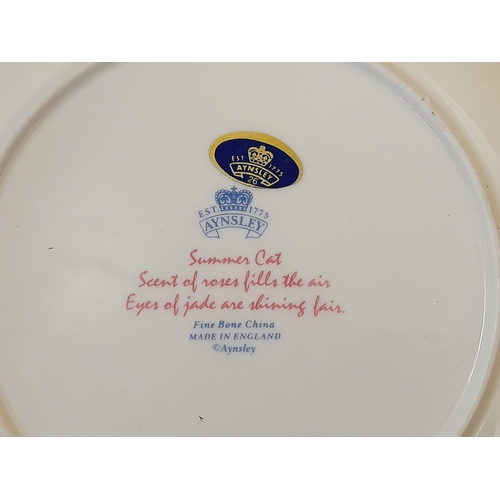 EST 1775
AYNSLEY
26
EST 1775
AYNSLEY
Summer Cat
Scent of roses fills the air
Eyes of jade are shining fair.
Fine Bone China
MADE IN ENGLAND
©Aynsley